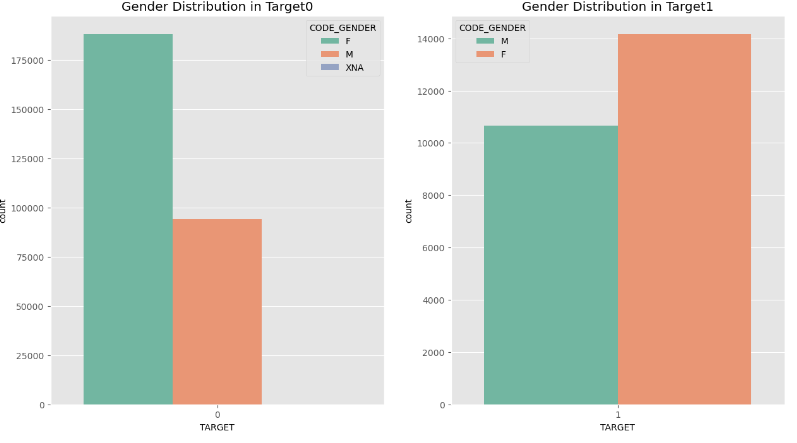 Gender Distribution in Target0
CODE_GENDER
F
M
XNA
175000
150000
125000
100000
75000
50000
25000
0
count
0
TARGET
Gender Distribution in Target1
CODE_GENDER
M
F
14000
12000
10000
8000
6000
4000
2000
0
count
1
TARGET